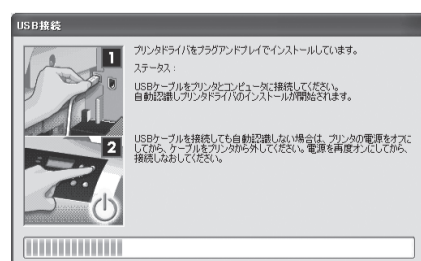 USB接続
1
プリンタドライバをプラグアンドプレイでインストールしています。
ステータス：
USBケーブルをプリンタとコンピュータに接続してください。
自動認識しプリンタドライバのインストールが開始されます。
2
USBケーブルを接続しても自動認識しない場合は、プリンタの電源をオフに
してから、ケーブルをプリンタから外してください。電源を再度オンにしてから、
接続しなおしてください。